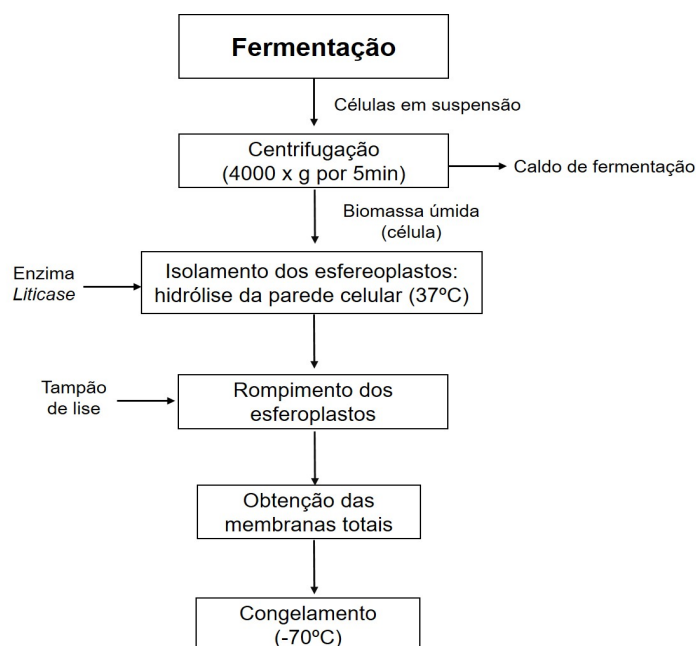 Fermentação
Células em suspensão
Centrifugação
(4000 x g por 5min)
Caldo de fermentação
Biomassa úmida
(célula)
Enzima
Liticase
Isolamento dos esfereoplastos:
hidrólise da parede celular (37ºC)
Tampão
de lise
Rompimento dos
esferoplastos
Obtenção das
membranas totais
Congelamento
(-70ºC)